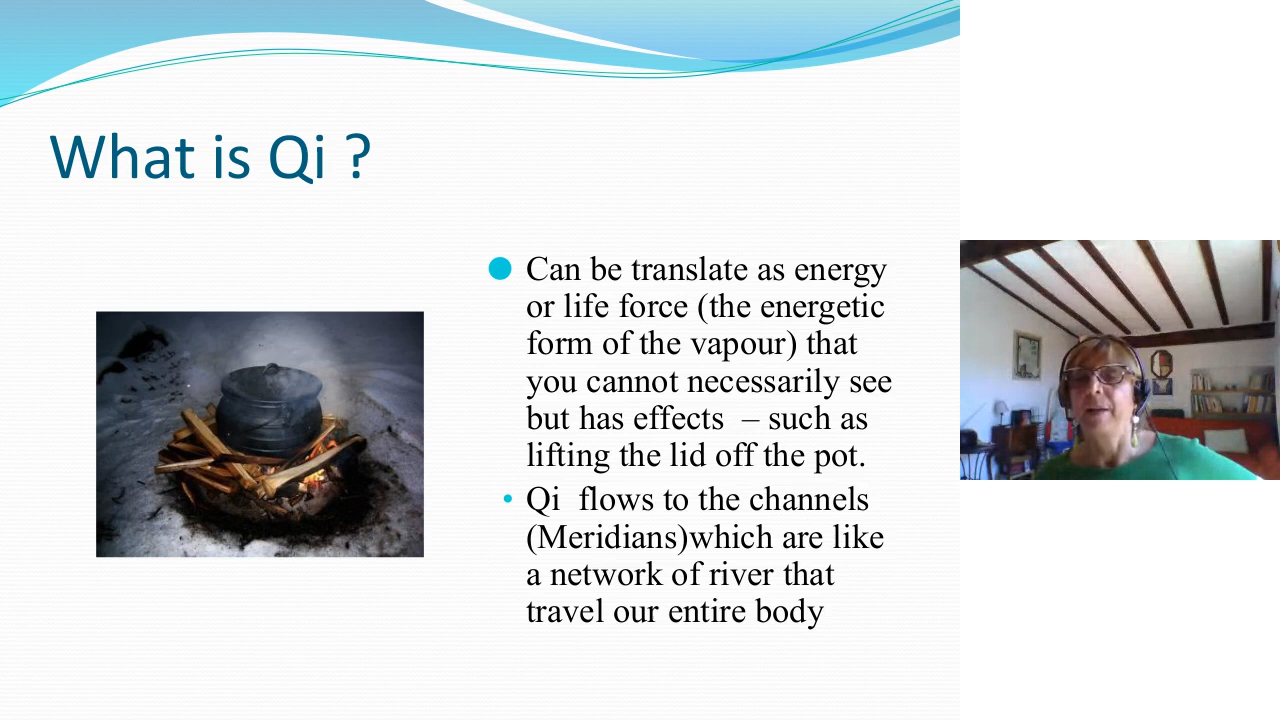 What is Qi ?
Can be translate as energy
or life force (the energetic
form of the vapour) that
you cannot necessarily see
but has effects – such as
lifting the lid off the pot.
Qi flows to the channels
(Meridians)which are like
a network of river that
travel our entire body